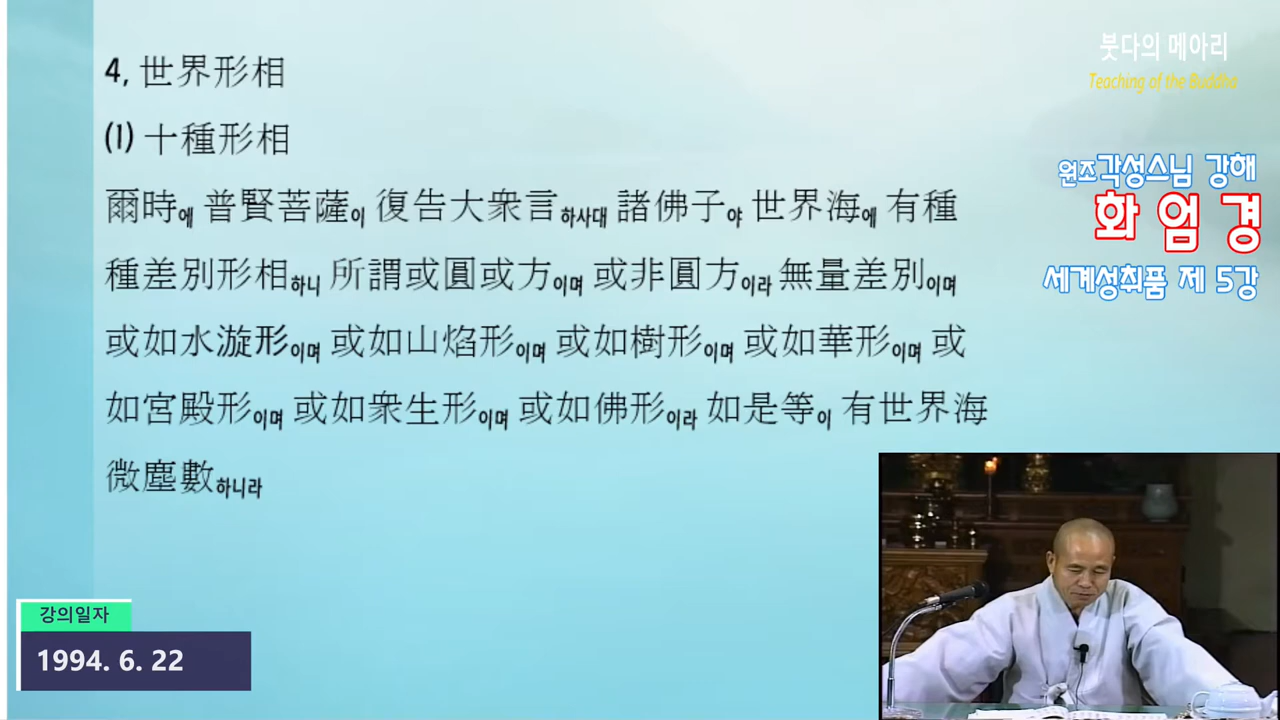 4, 世界形相
(1) 十種形相
爾時에 普賢菩薩이 復告大衆言하사대 諸佛子야 世界海에 有種
種差別形相하니 所謂或圓或方이며 或非圓方이라 無量差別이며
或如水漩形이며 或如山焰形이며 或如樹形이며 或如華形이며 或
如宮殿形이며 或如衆生形이며 或如佛形이라 如是等이 有世界海
微塵數하니라
붓다의 메아리
Teaching of the Buddha
원조각성스님 강해
화엄경
세계성취품 제 5강
강의일자
1994. 6. 22